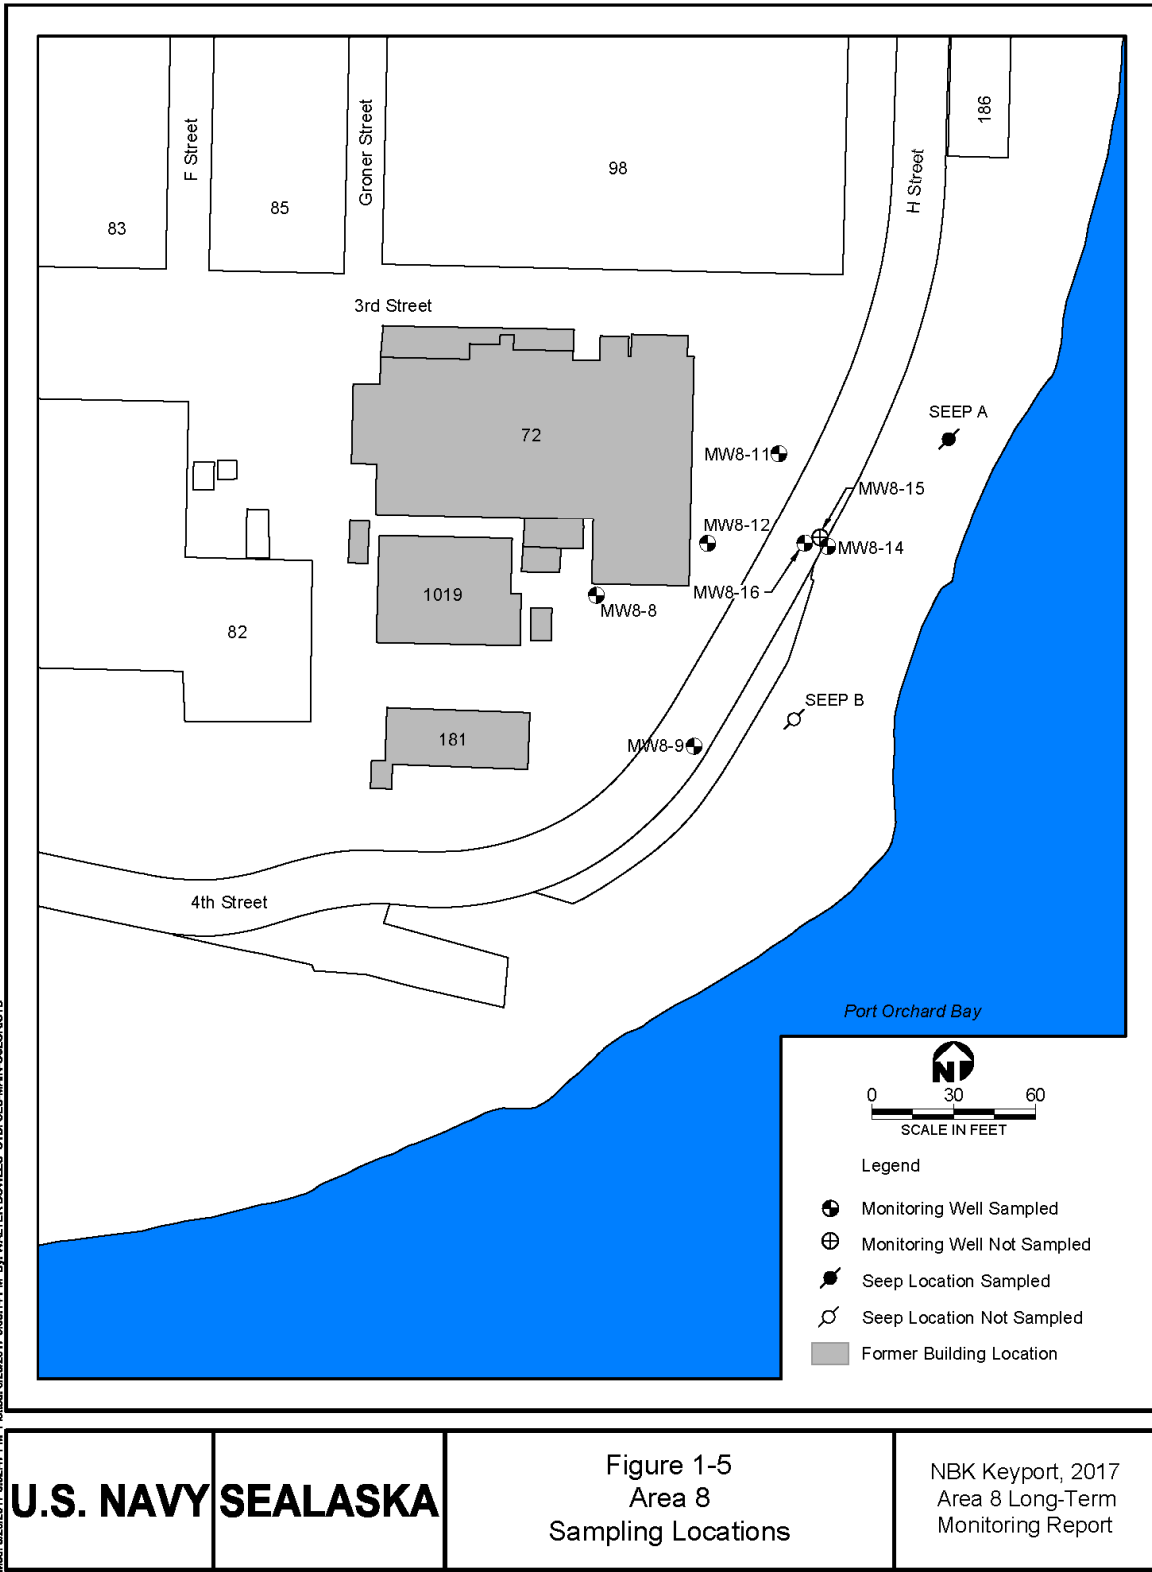 186
F Street
Groner Street
98
H Street
85
83
3rd Street
SEEP A
72
MW8-11
MW8-15
MW8-12
MW8-14
MW8-16
1019
MW8-8
82
SEEP B
181
MW8-9
4th Street
Port Orchard Bay
N
0 30 60
SCALE IN FEET
Legend
Monitoring Well Sampled
Monitoring Well Not Sampled
Seep Location Sampled
Seep Location Not Sampled
Former Building Location
U.S. NAVY
SEALASKA
Figure 1-5
Area 8
Sampling Locations
NBK Keyport, 2017
Area 8 Long-Term
Monitoring Report